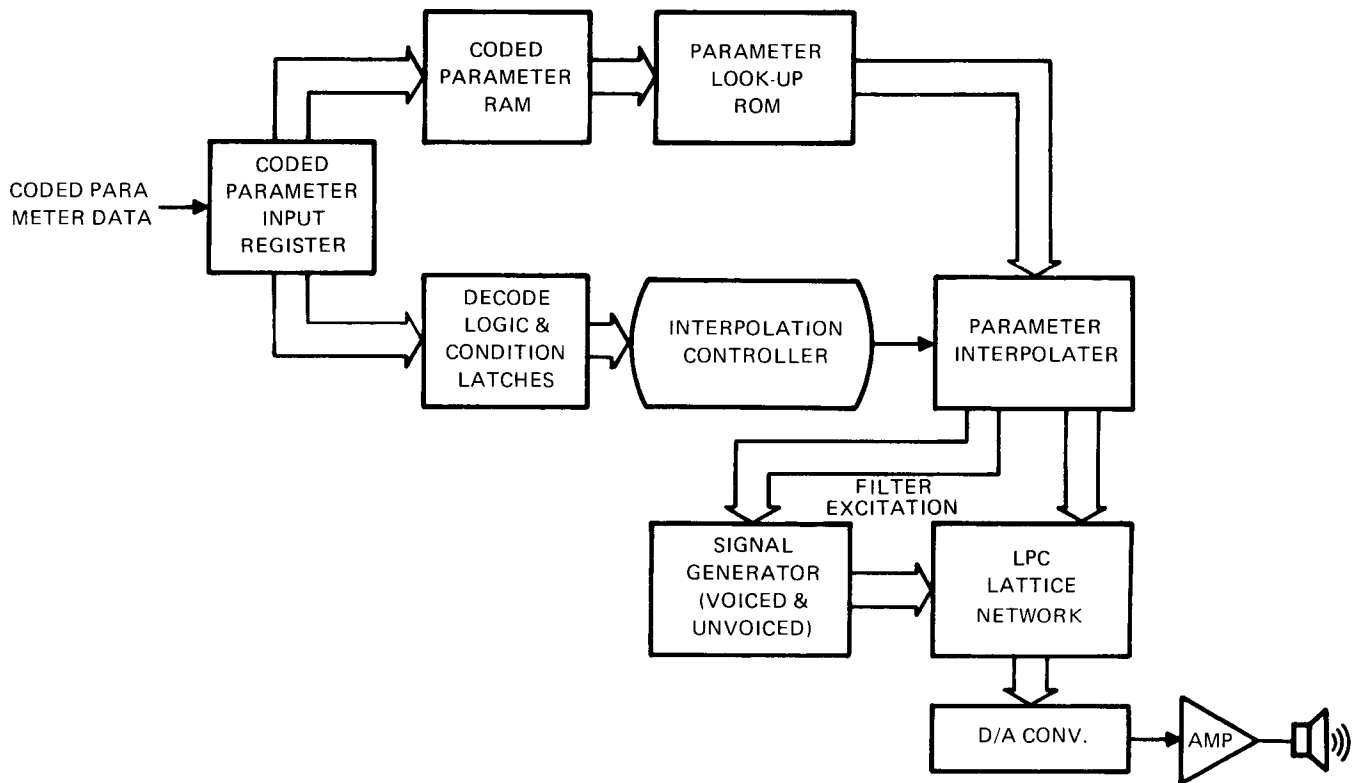 CODED
PARAMETER
RAM
PARAMETER
LOOK-UP
ROM
CODED PARA
METER DATA
CODED
PARAMETER
INPUT
REGISTER
DECODE
LOGIC &
CONDITION
LATCHES
INTERPOLATION
CONTROLLER
PARAMETER
INTERPOLATER
FILTER
EXCITATION
SIGNAL
GENERATOR
(VOICED &
UNVOICED)
LPC
LATTICE
NETWORK
D/A CONV.
AMP